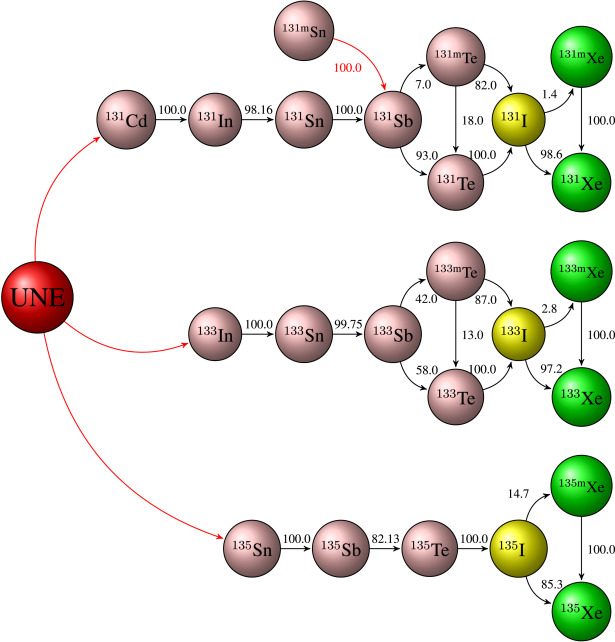 131mSn
131mTe
131mXe
100.0
7.0
82.0
1.4
131Cd
100.0
131In
98.16
131Sn
100.0
131Sb
18.0
131I
100.0
93.0
100.0
98.6
131Te
131Xe
UNE
133mTe
133mXe
42.0
87.0
2.8
133In
100.0
133Sn
99.75
133Sb
13.0
133I
100.0
58.0
100.0
97.2
133Te
133Xe
135mXe
14.7
135Sn
100.0
135Sb
82.13
135Te
100.0
135I
100.0
85.3
135Xe